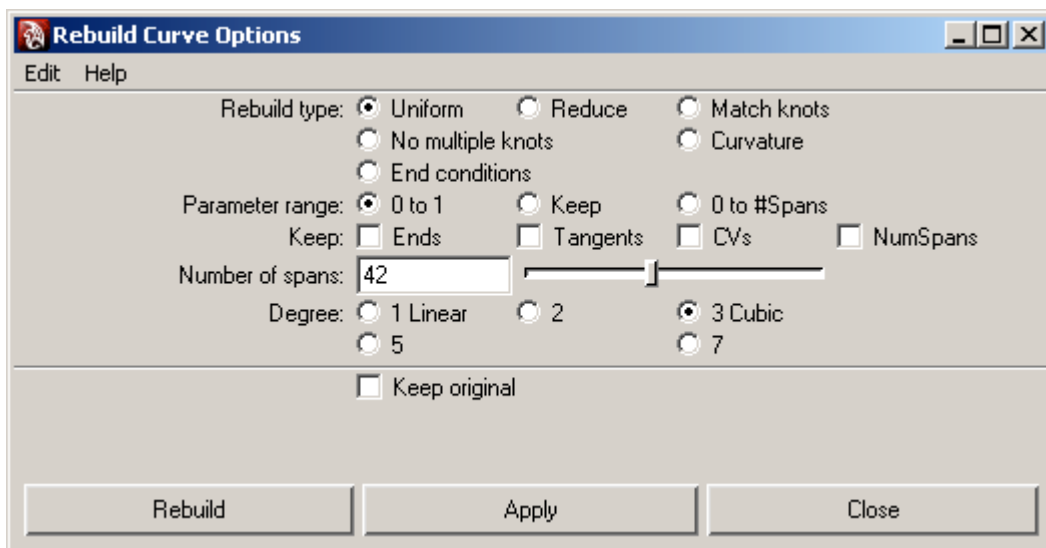 Rebuild Curve Options
Edit Help
Rebuild type: Uniform Reduce Match knots
No multiple knots Curvature
End conditions
Parameter range: 0 to 1 Keep 0 to #Spans
Keep: Ends Tangents CVs NumSpans
Number of spans: 42
Degree: 1 Linear 2 3 Cubic
5 7
Keep original
Rebuild Apply Close